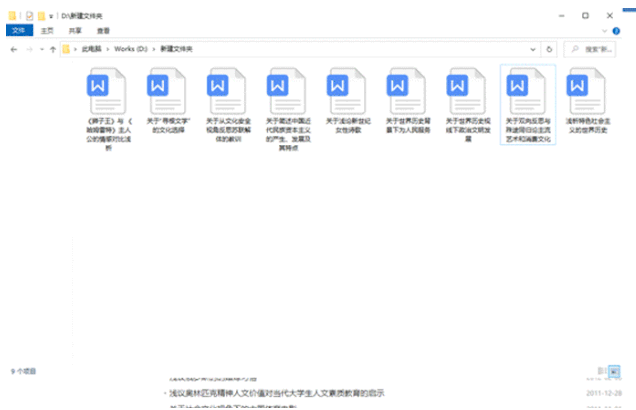 D:\新建文件夹
文件 主页 共享 查看
此电脑 > Works (D:) > 新建文件夹
搜索"新...
《狮子王》与《
哈姆雷特》主人
公的情感对比浅
析
关于"寻根文学"
的文化选择
关于从文化安全
视角反思苏联解
体的教训
关于简述中国近
代民族资本主义
的产生、发展及
其特点
关于浅论新世纪
女性诗歌
关于世界历史背
景下为人民服务
关于世界历史视
线下政治文明发
展
关于双向反思与
殊途同归论主流
艺术和消费文化
浅析特色社会主
义的世界历史
9 个项目
· 浅议奥林匹克精神人文价值对当代大学生人文素质教育的启示
2011-12-28